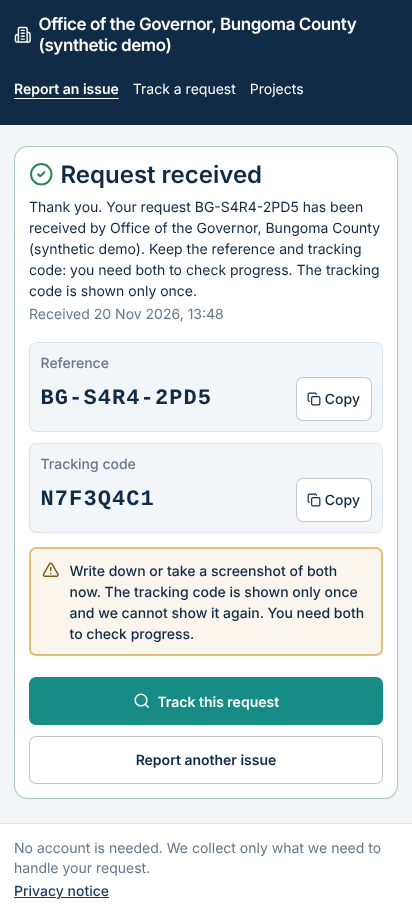 Office of the Governor, Bungoma County
(synthetic demo)
Report an issue Track a request Projects
Request received
Thank you. Your request BG-S4R4-2PD5 has been
received by Office of the Governor, Bungoma County
(synthetic demo). Keep the reference and tracking
code: you need both to check progress. The tracking
code is shown only once.
Received 20 Nov 2026, 13:48
Reference
BG-S4R4-2PD5
Copy
Tracking code
N7F3Q4C1
Copy
Write down or take a screenshot of both
now. The tracking code is shown only once
and we cannot show it again. You need both
to check progress.
Track this request
Report another issue
No account is needed. We collect only what we need to
handle your request.
Privacy notice